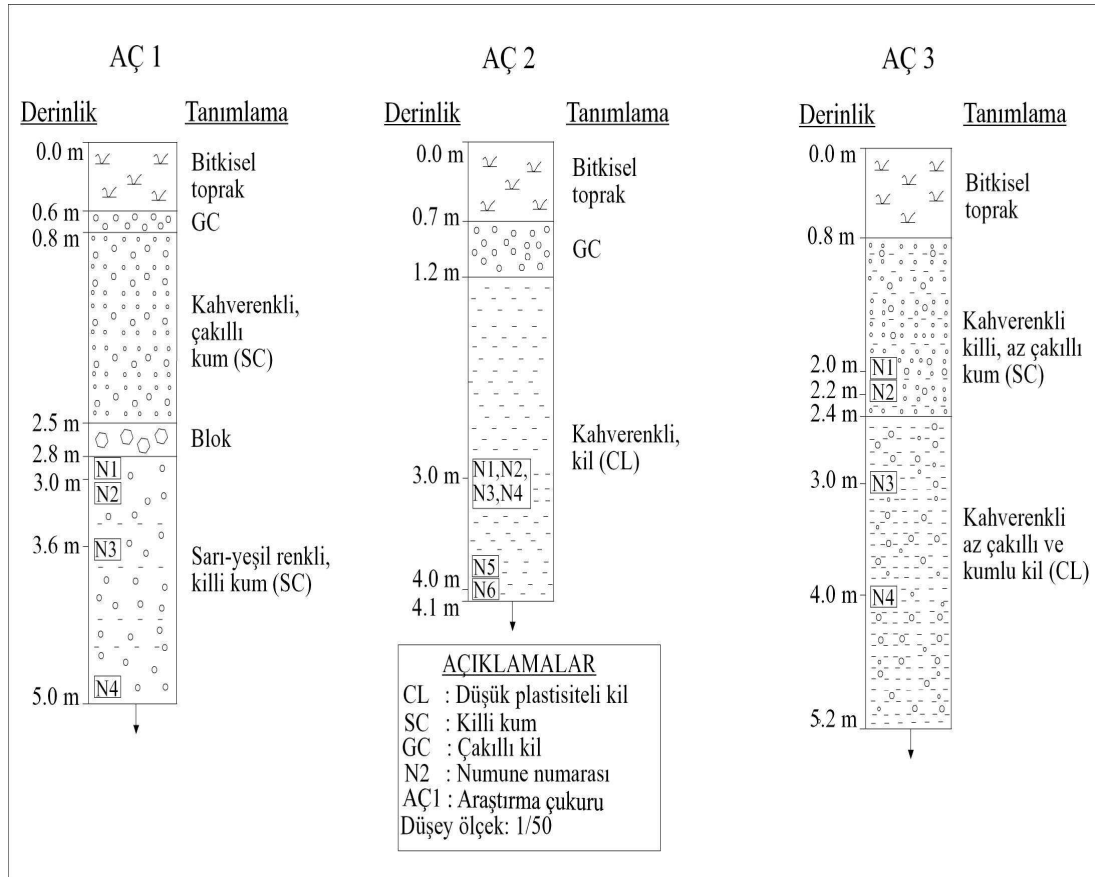 AÇ 1
Derinlik
Tanımlama
0.0 m
Bitkisel
toprak
0.6 m
GC
0.8 m
Kahverenkli,
çakıllı
kum (SC)
2.5 m
Blok
2.8 m
N1
3.0 m
N2
3.6 m
N3
Sarı-yeşil renkli,
killi kum (SC)
N4
5.0 m
AÇ 2
Derinlik
Tanımlama
0.0 m
Bitkisel
toprak
0.7 m
GC
1.2 m
Kahverenkli,
kil (CL)
3.0 m
N1,N2,
N3,N4
N5
4.0 m
N6
4.1 m
AÇ 3
Derinlik
Tanımlama
0.0 m
Bitkisel
toprak
0.8 m
Kahverenkli
killi, az çakıllı
kum (SC)
2.0 m
N1
2.2 m
N2
2.4 m
3.0 m
N3
Kahverenkli
az çakıllı ve
kumlu kil (CL)
4.0 m
N4
5.2 m
AÇIKLAMALAR
CL : Düşük plastisiteli kil
SC : Killi kum
GC : Çakıllı kil
N2 : Numune numarası
AÇ1 : Araştırma çukuru
Düşey ölçek: 1/50